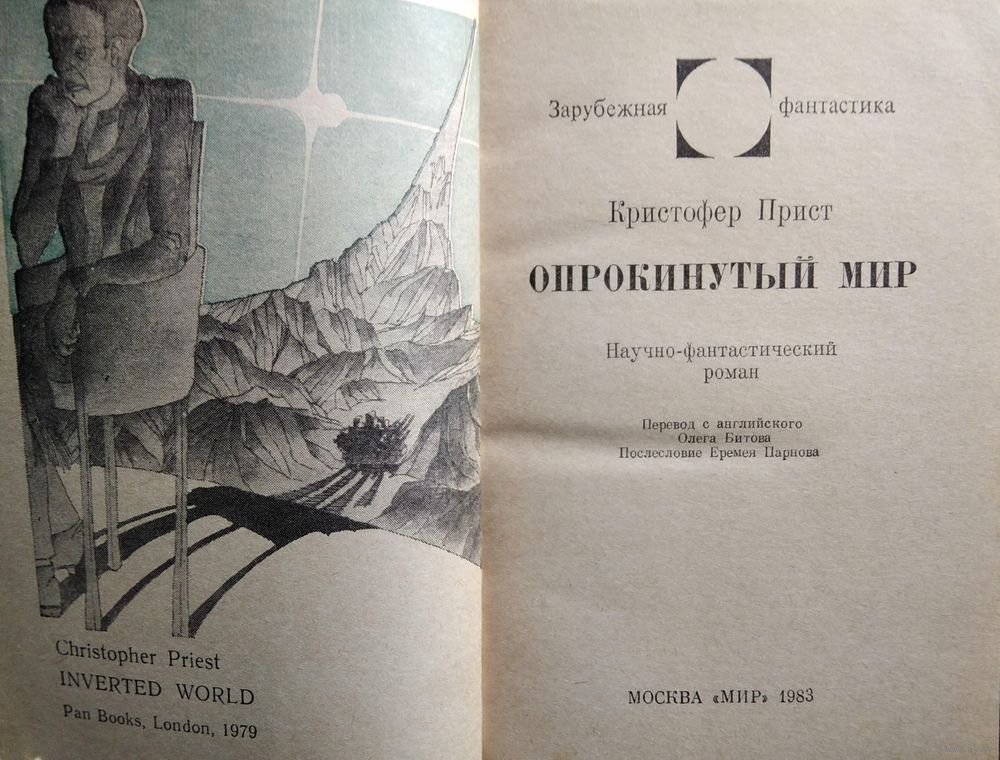 Christopher Priest
INVERTED WORLD
Pan Books, London, 1979
Зарубежная фантастика
Кристофер Прист
ОПРОКИНУТЫЙ МИР
Научно-фантастический
роман
Перевод с английского
Олега Битова
Послесловие Еремея Парнова
МОСКВА «МИР» 1983